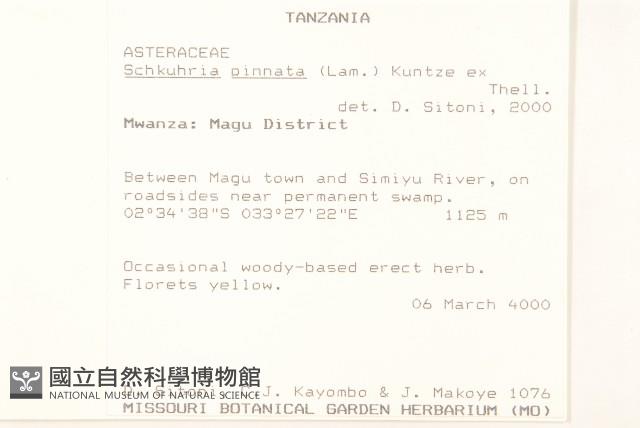 TANZANIA
ASTERACEAE
Schkuhria pinnata (Lam.) Kuntze ex
Thell.
det. D. Sitoni, 2000
Mwanza: Magu District
Between Magu town and Simiyu River, on
roadsides near permanent swamp.
02°34'38"S 033°27'22"E 1125 m
Occasional woody-based erect herb.
Florets yellow.
06 March 4000
D. Sitoni, C.J. Kayombo & J. Makoye 1076
MISSOURI BOTANICAL GARDEN HERBARIUM (MO)
國立自然科學博物館
NATIONAL MUSEUM OF NATURAL SCIENCE